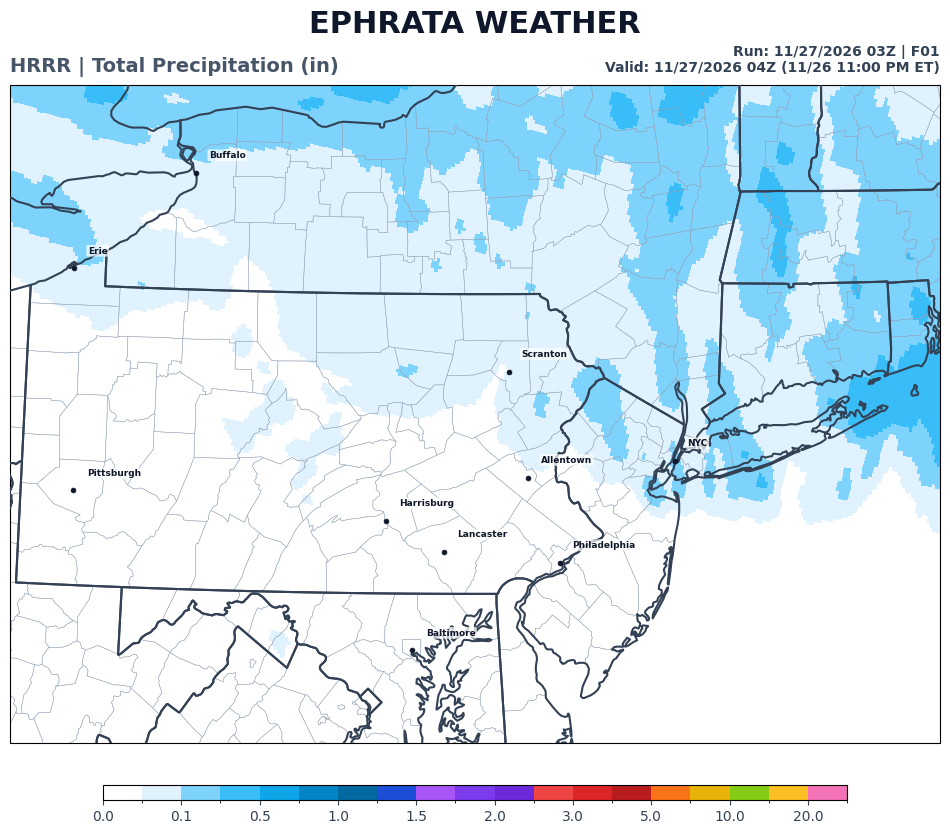 EPHRATA WEATHER
Run: 11/27/2026 03Z | F01
HRRR | Total Precipitation (in)
Valid: 11/27/2026 04Z (11/26 11:00 PM ET)
Buffalo
Erie
Scranton
NYC
Allentown
Pittsburgh
Harrisburg
Lancaster
Philadelphia
Baltimore
0.0 0.1 0.5 1.0 1.5 2.0 3.0 5.0 10.0 20.0